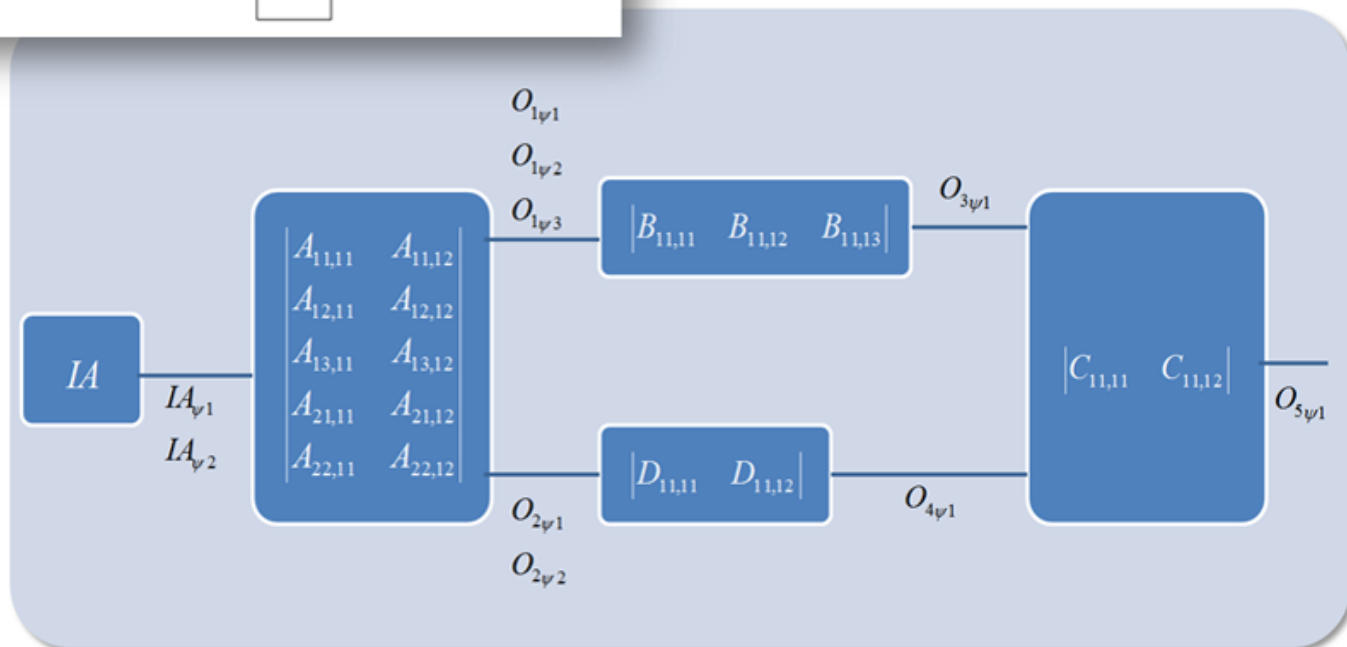 O1ψ1
O1ψ2
O1ψ3
IA
IAψ1
IAψ2
|A11,11 A11,12|
|A12,11 A12,12|
|A13,11 A13,12|
|A21,11 A21,12|
|A22,11 A22,12|
|B11,11 B11,12 B11,13|
O3ψ1
|D11,11 D11,12|
O2ψ1
O2ψ2
O4ψ1
|C11,11 C11,12|
O5ψ1